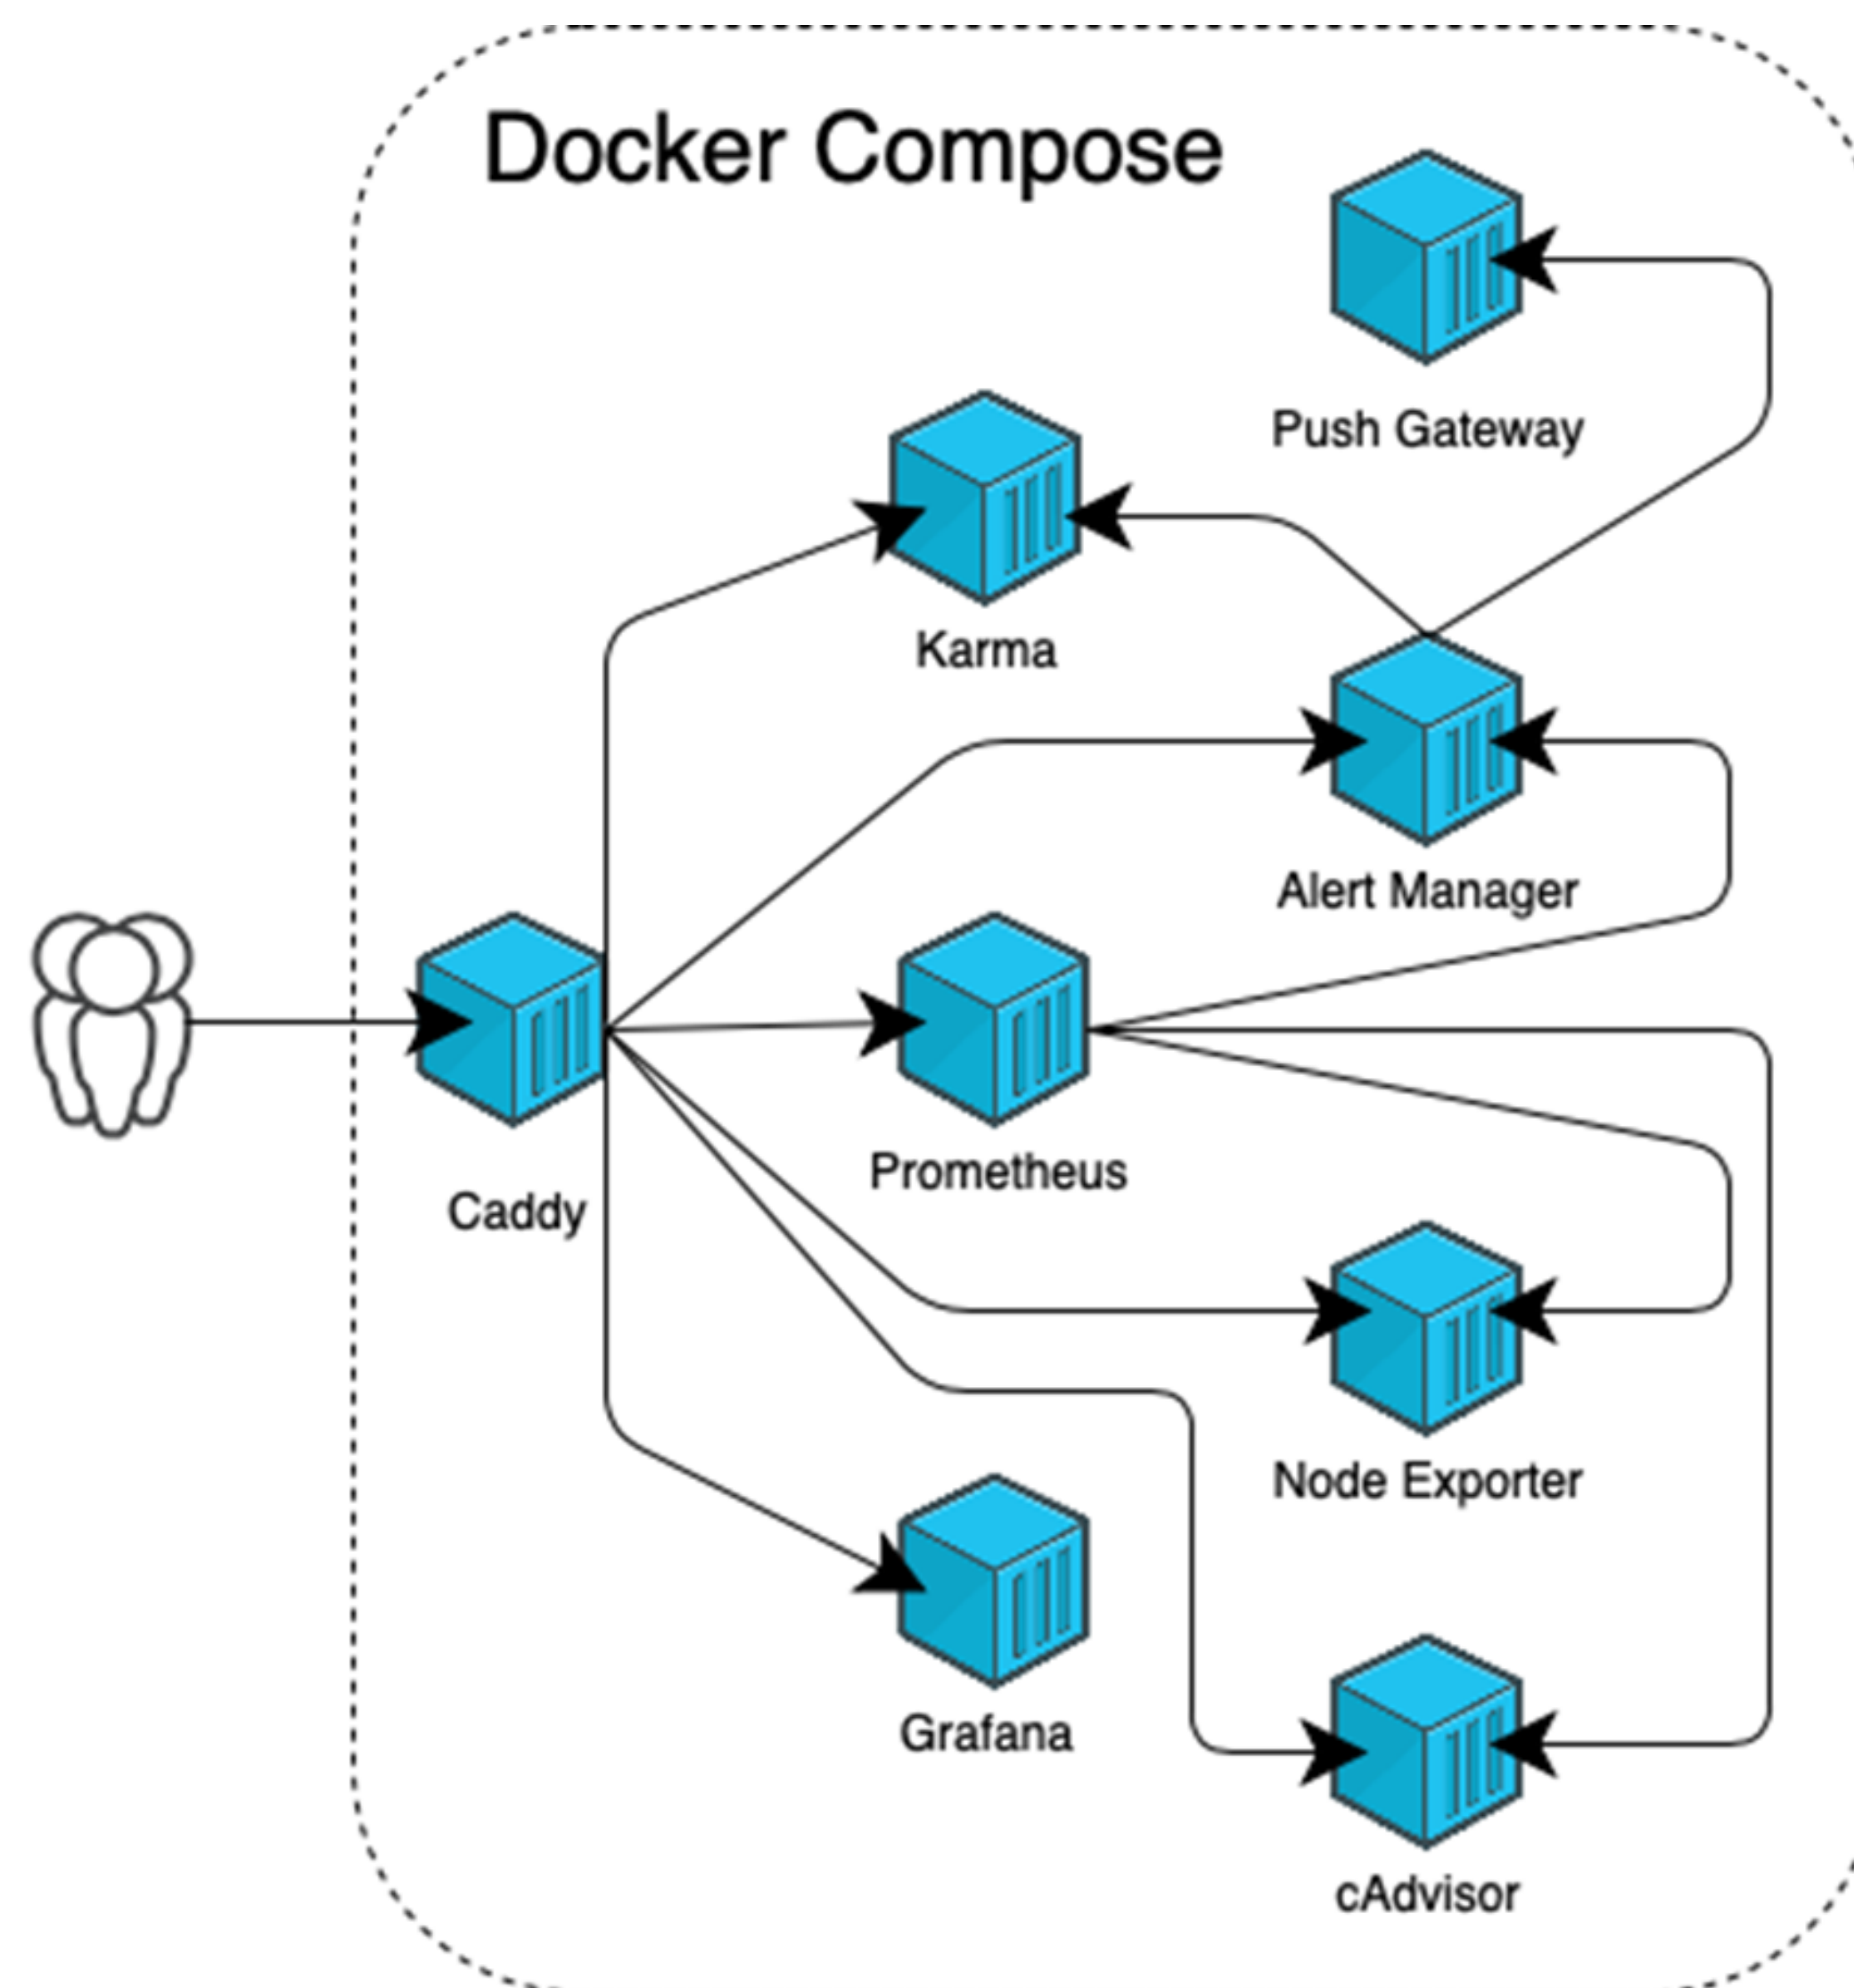 Docker Compose
Push Gateway
Karma
Alert Manager
Prometheus
Caddy
Node Exporter
Grafana
cAdvisor